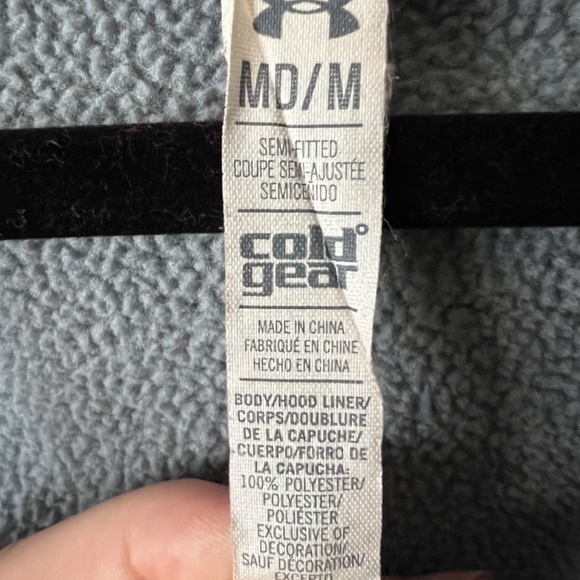 MD/M
SEMI-FITTED
COUPE SEMI-AJUSTÉE
SEMICEÑIDO
cold°
gear
MADE IN CHINA
FABRIQUÉ EN CHINE
HECHO EN CHINA
BODY/HOOD LINER/
CORPS/DOUBLURE
DE LA CAPUCHE/
CUERPO/FORRO DE
LA CAPUCHA:
100% POLYESTER/
POLYESTER/
POLIÉSTER
EXCLUSIVE OF
DECORATION/
SAUF DÉCORATION/
EXCEPTO